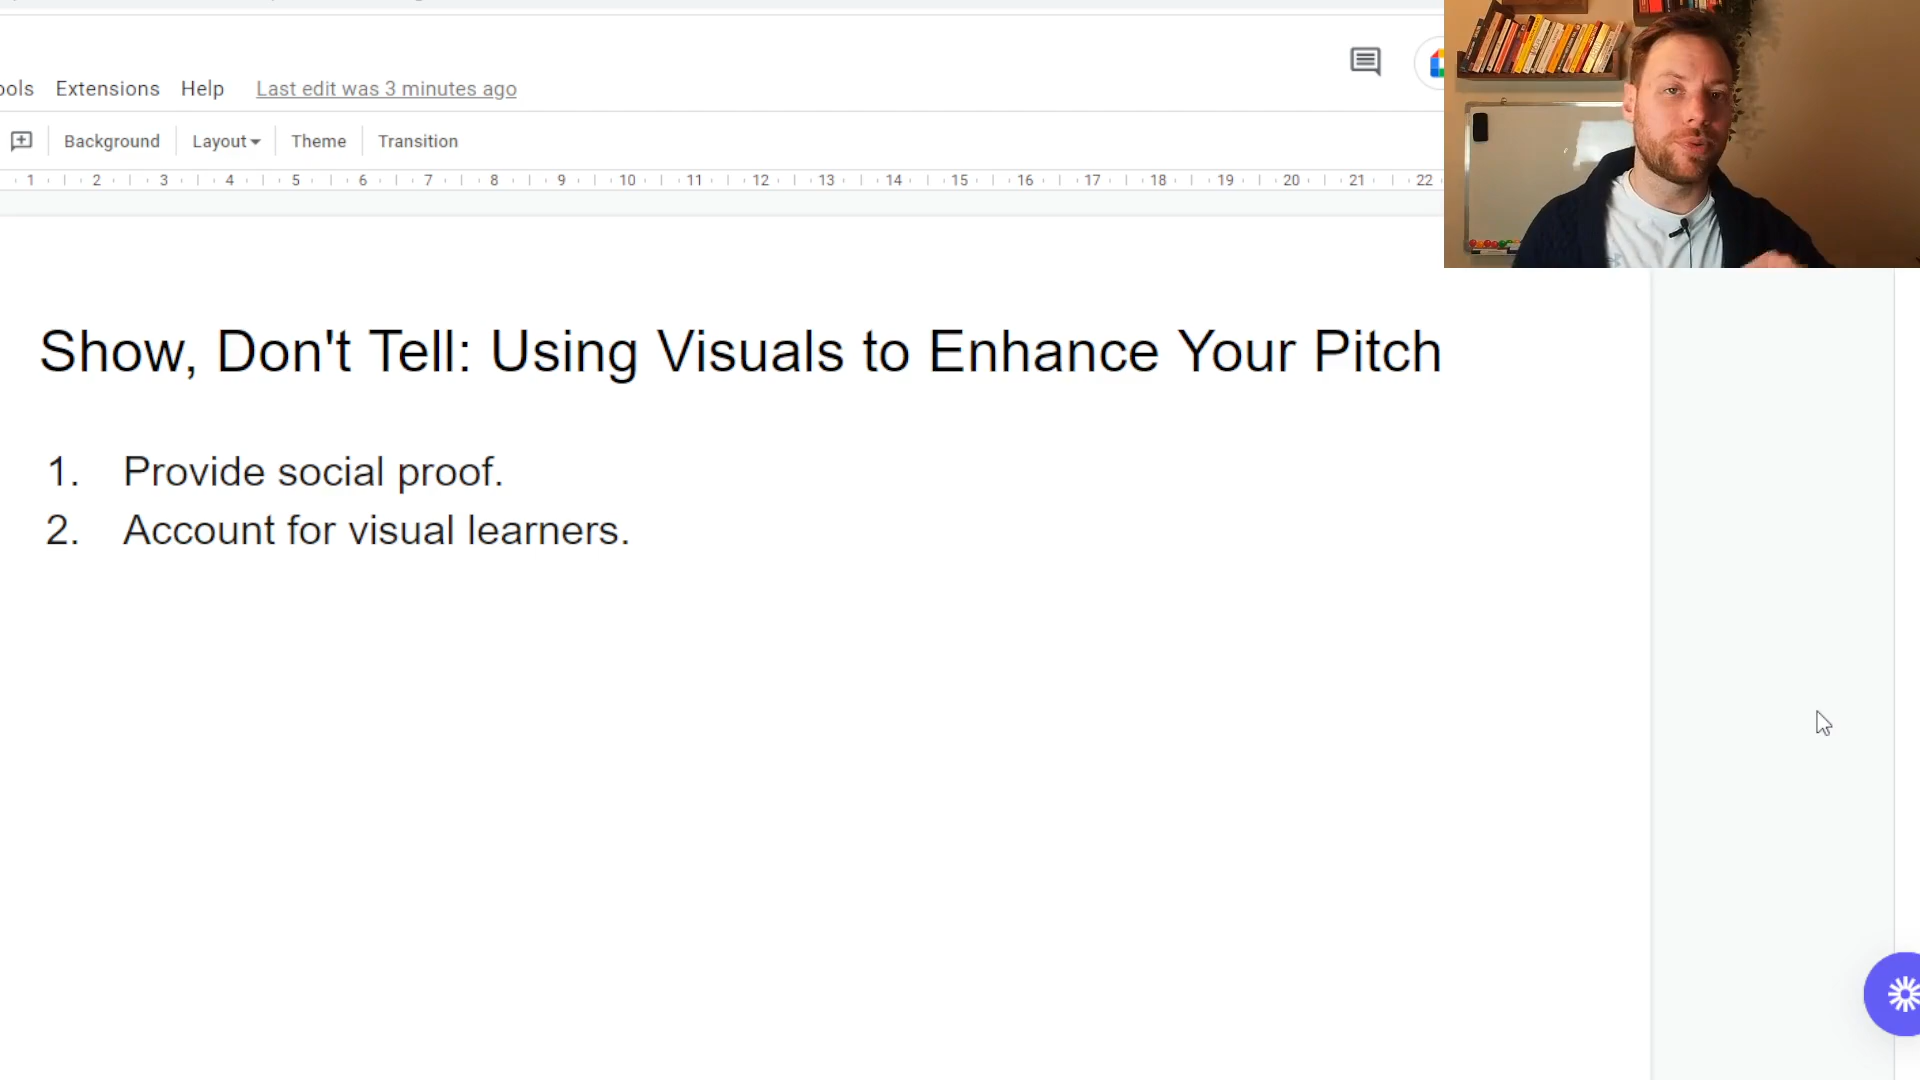 Extensions Help Last edit was 3 minutes ago
Background Layout Theme Transition
1 2 3 4 5 6 7 8 9 10 11 12 13 14 15 16 17 18 19 20 21 22
Show, Don't Tell: Using Visuals to Enhance Your Pitch
1. Provide social proof.
2. Account for visual learners.